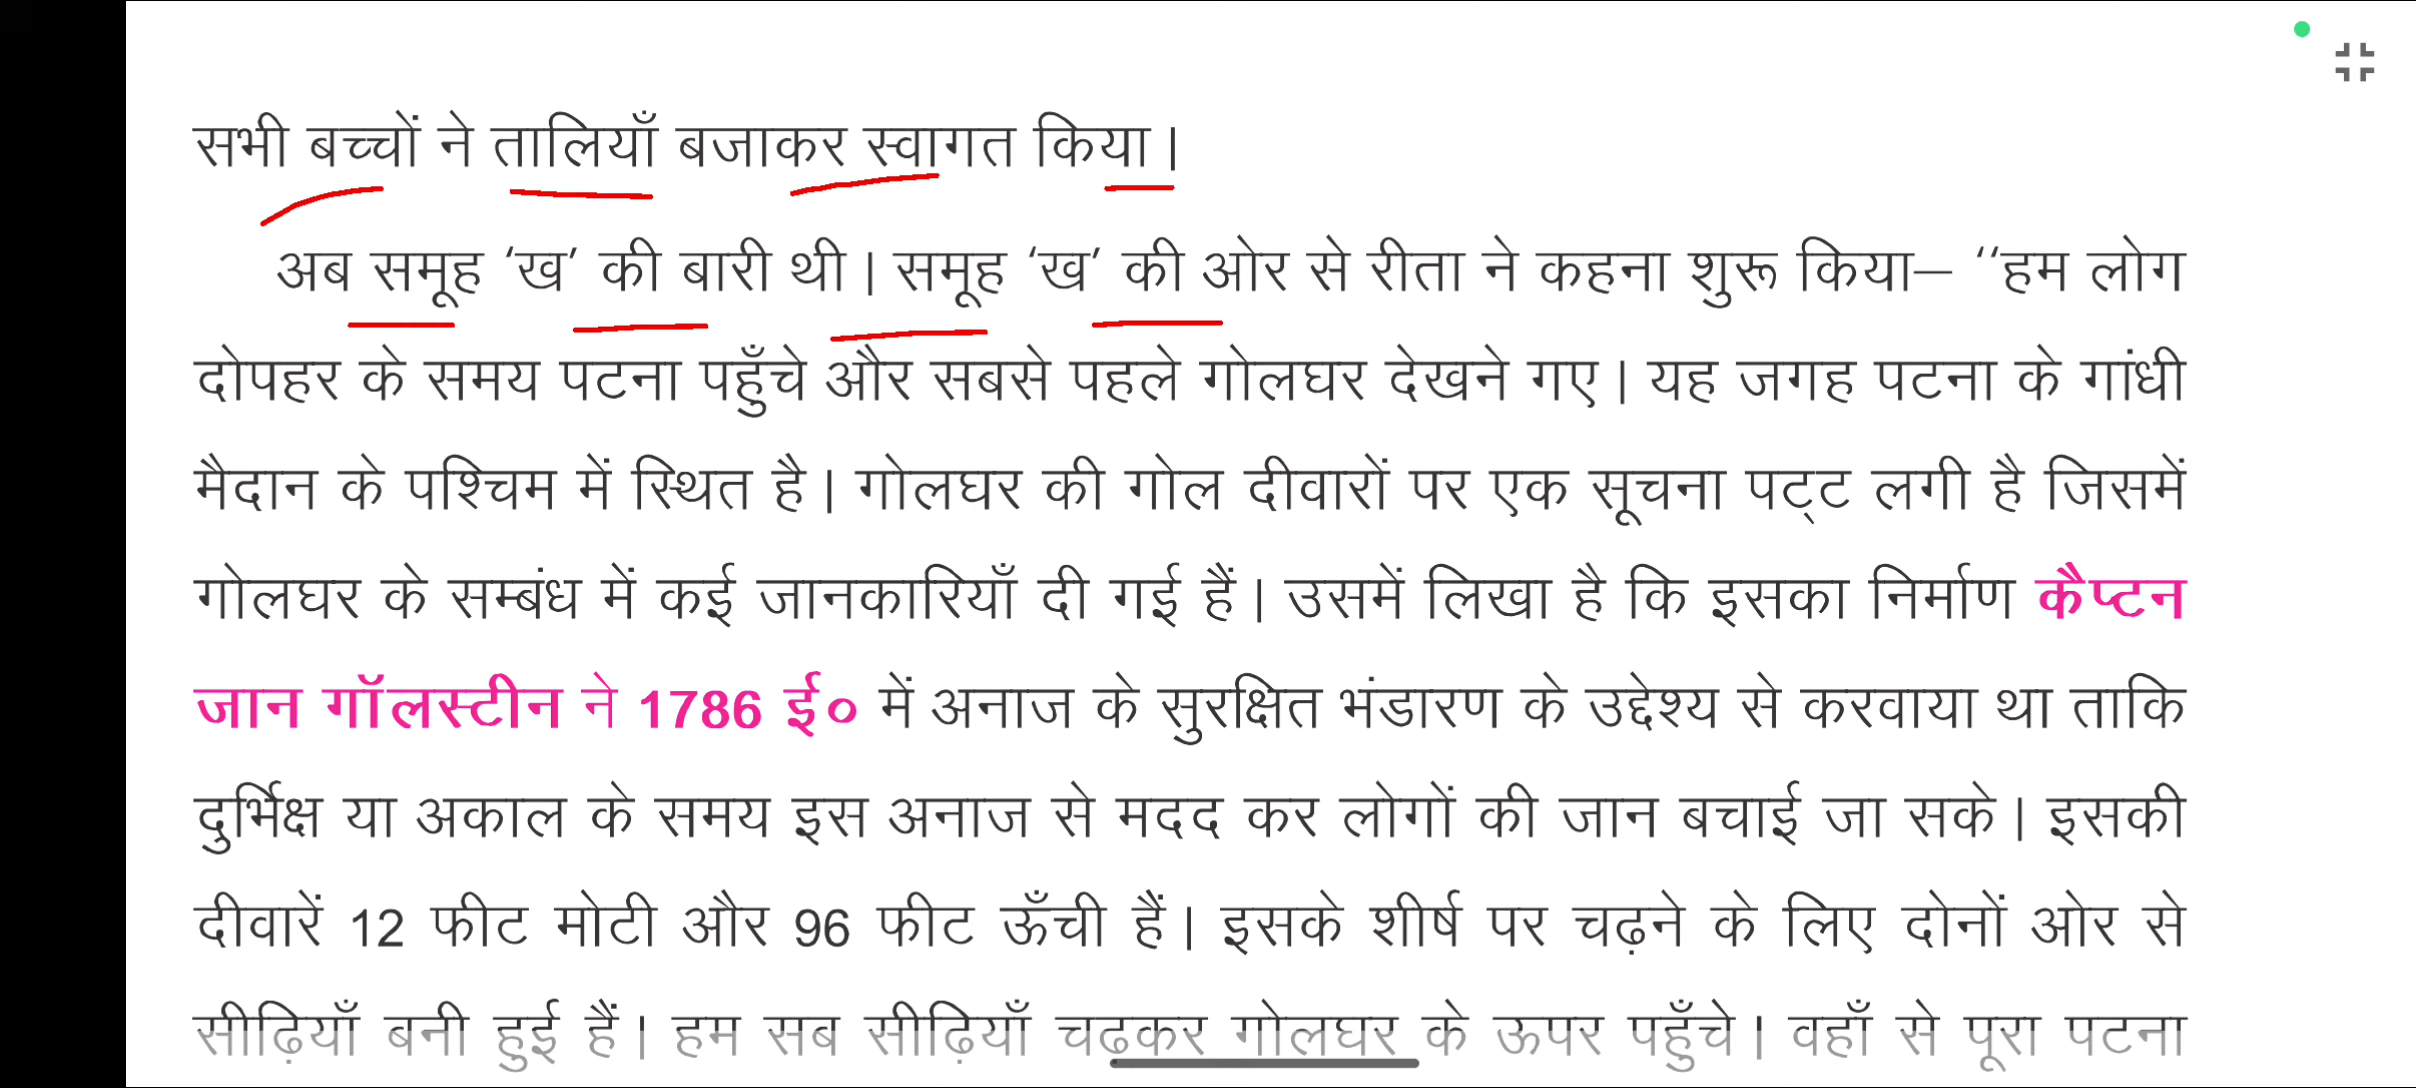 सभी बच्चों ने तालियाँ बजाकर स्वागत किया।
अब समूह ‘ख’ की बारी थी। समूह ‘ख’ की ओर से रीता ने कहना शुरू किया– ‘‘हम लोग
दोपहर के समय पटना पहुँचे और सबसे पहले गोलघर देखने गए। यह जगह पटना के गांधी
मैदान के पश्चिम में स्थित है। गोलघर की गोल दीवारों पर एक सूचना पट्‌ट लगी है जिसमें
गोलघर के सम्बंध में कई जानकारियाँ दी गई हैं। उसमें लिखा है कि इसका निर्माण कैप्टन
जान गॉलस्टीन ने 1786 ई० में अनाज के सुरक्षित भंडारण के उद्देश्य से करवाया था ताकि
दुर्भिक्ष या अकाल के समय इस अनाज से मदद कर लोगों की जान बचाई जा सके। इसकी
दीवारें 12 फीट मोटी और 96 फीट ऊँची हैं। इसके शीर्ष पर चढ़ने के लिए दोनों ओर से
सीढ़ियाँ बनी हुई हैं। हम सब सीढ़ियाँ चढ़कर गोलघर के ऊपर पहुँचे। वहाँ से पूरा पटना